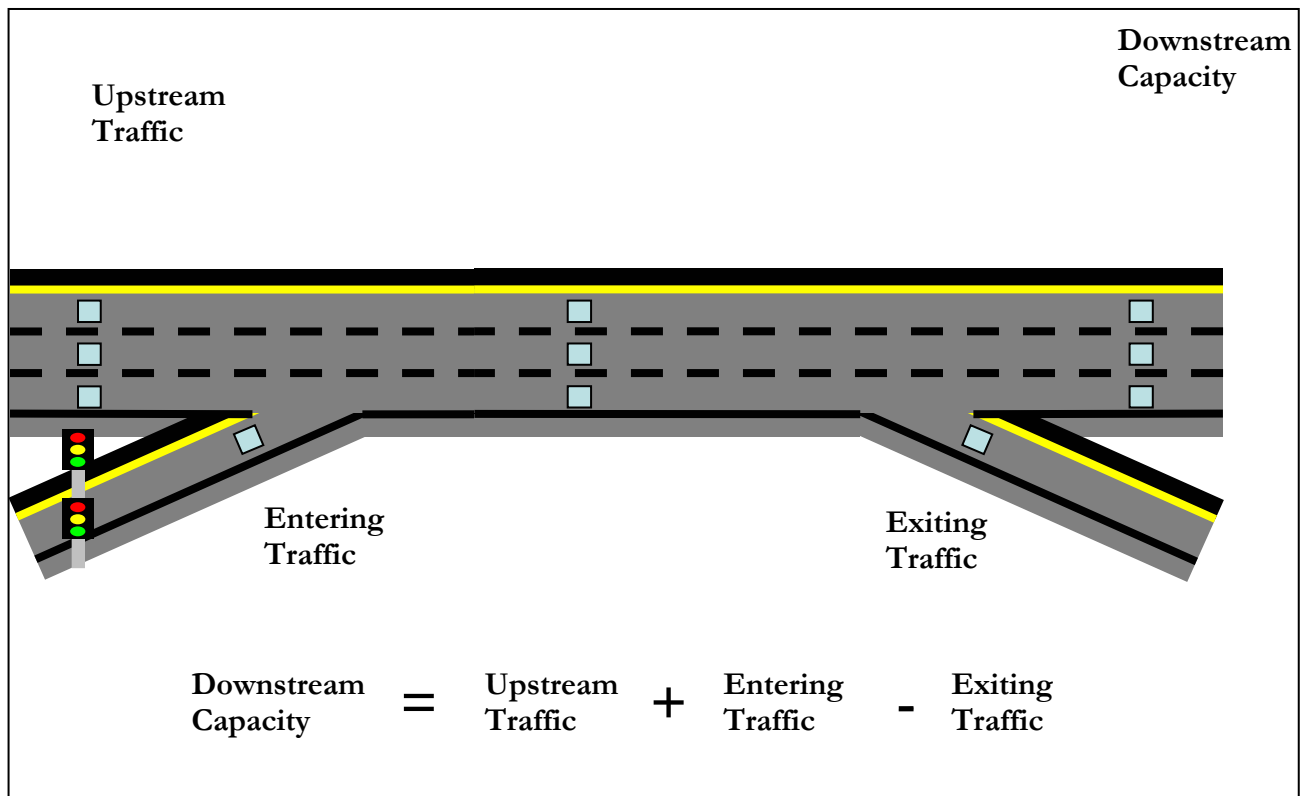 Downstream
Capacity
Upstream
Traffic
Entering
Traffic
Exiting
Traffic
Downstream
Capacity
=
Upstream
Traffic
+
Entering
Traffic
-
Exiting
Traffic